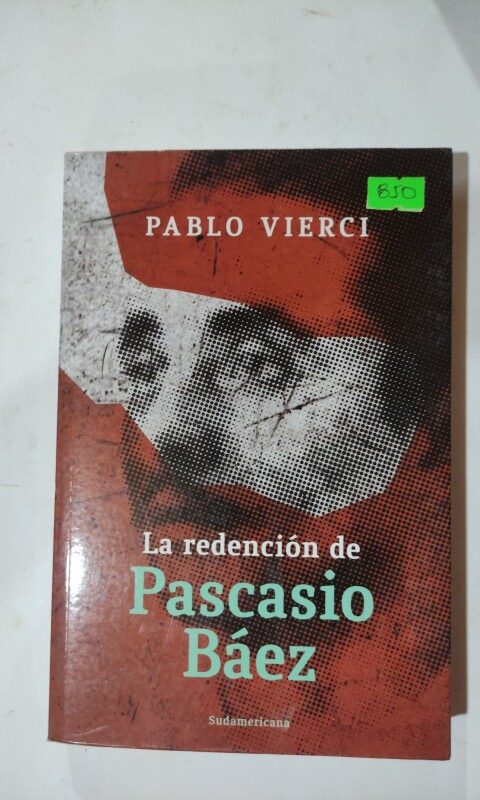 850
PABLO VIERCI
La redención de
Pascasio
Báez
Sudamericana